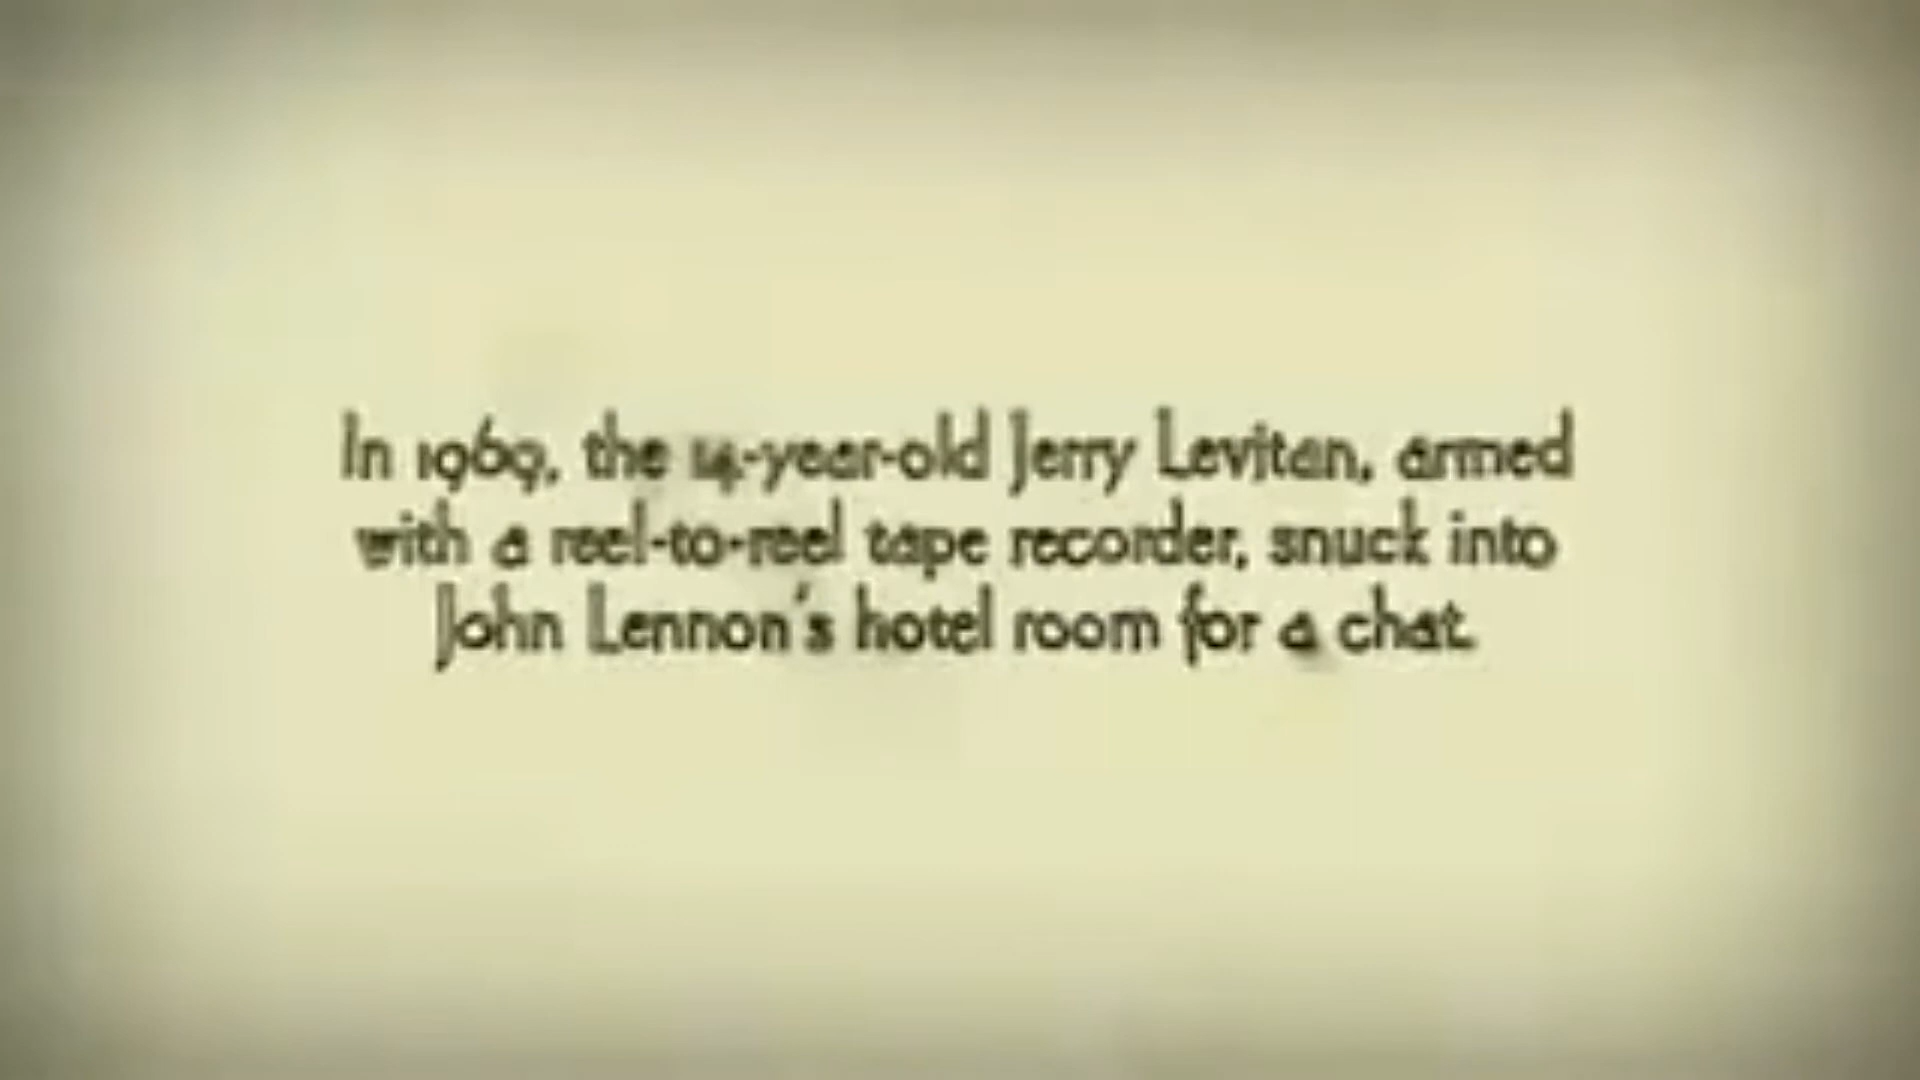 In 1969, the 14-year-old Jerry Levitan, armed
with a reel-to-reel tape recorder, snuck into
John Lennon's hotel room for a chat.